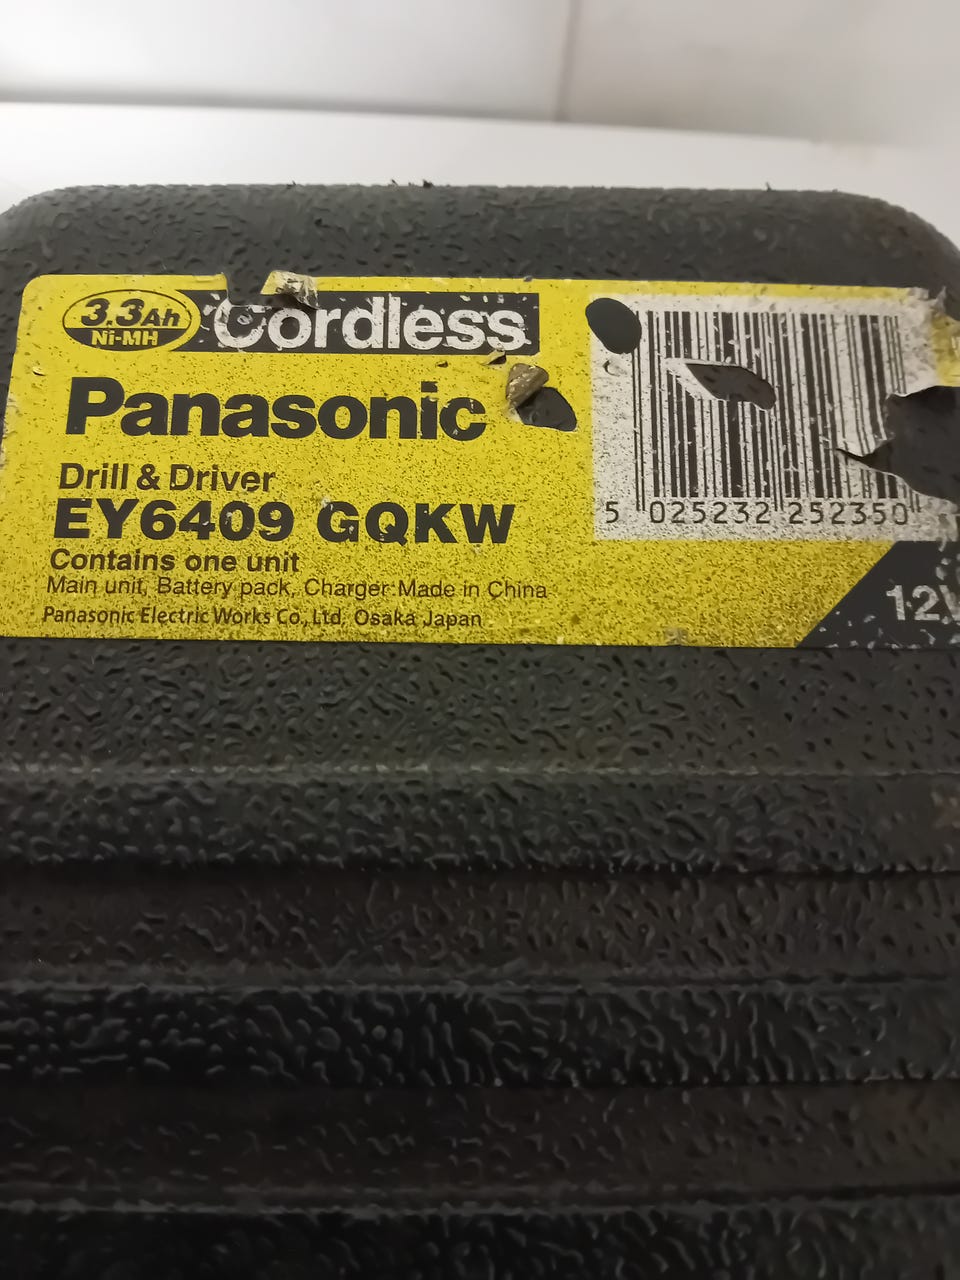 3.3Ah
Ni-MH
Cordless
Panasonic
Drill & Driver
EY6409 GQKW
Contains one unit
Main unit, Battery pack, Charger:Made in China
Panasonic Electric Works Co., Ltd. Osaka Japan
5 025232 252350
12V